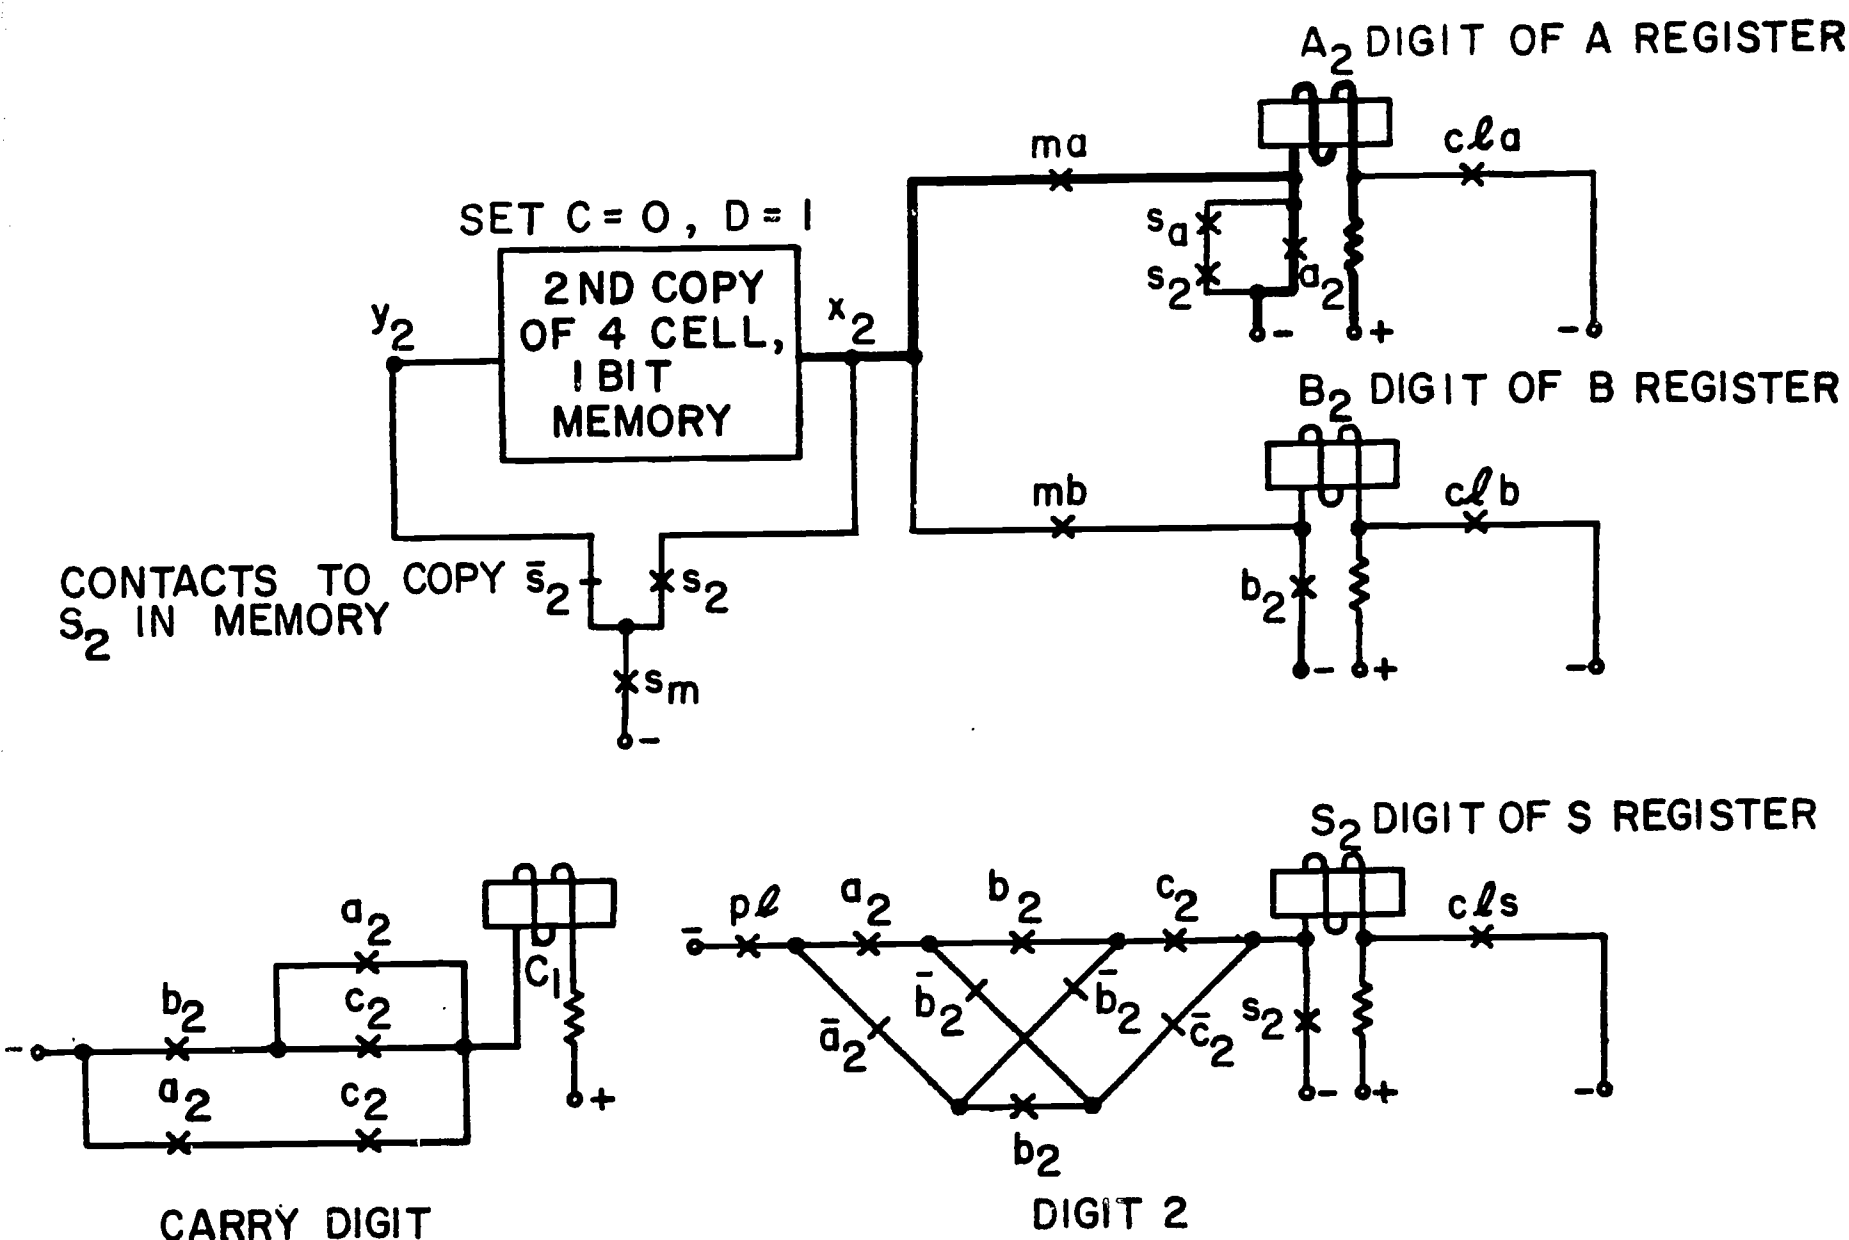 A2 DIGIT OF A REGISTER
ma
cla
SET C = 0, D = 1
sa
s2
a2
- + -
y2
2ND COPY
OF 4 CELL,
1 BIT
MEMORY
x2
B2 DIGIT OF B REGISTER
mb
clb
b2
- + -
CONTACTS TO COPY
S2 IN MEMORY
s̄2
s2
sm
-
S2 DIGIT OF S REGISTER
- pl
a2
b2
c2
cls
ā2
b̄2
b̄2
c̄2
s2
b2
- + -
a2
C1
b2
c2
-
a2
c2
+
CARRY DIGIT
DIGIT 2